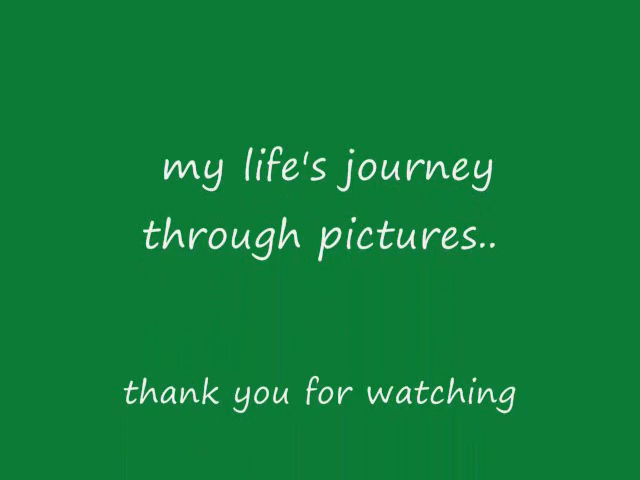 my life's journey
through pictures..
thank you for watching